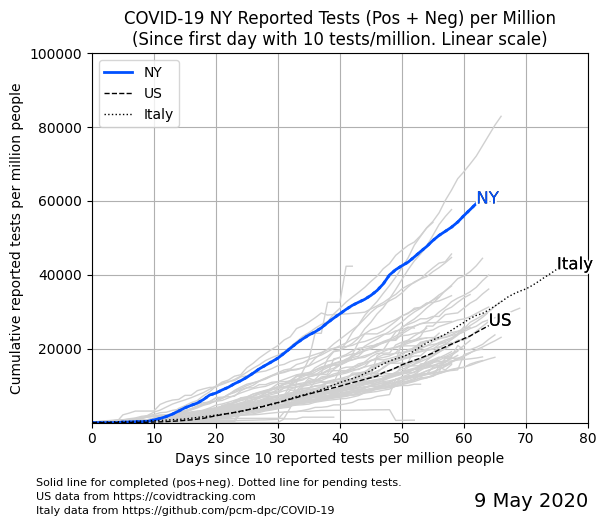 COVID-19 NY Reported Tests (Pos + Neg) per Million
(Since first day with 10 tests/million. Linear scale)
Cumulative reported tests per million people
100000
80000
60000
40000
20000
NY
US
Italy
NY
Italy
US
0 10 20 30 40 50 60 70 80
Days since 10 reported tests per million people
Solid line for completed (pos+neg). Dotted line for pending tests.
US data from https://covidtracking.com
Italy data from https://github.com/pcm-dpc/COVID-19
9 May 2020